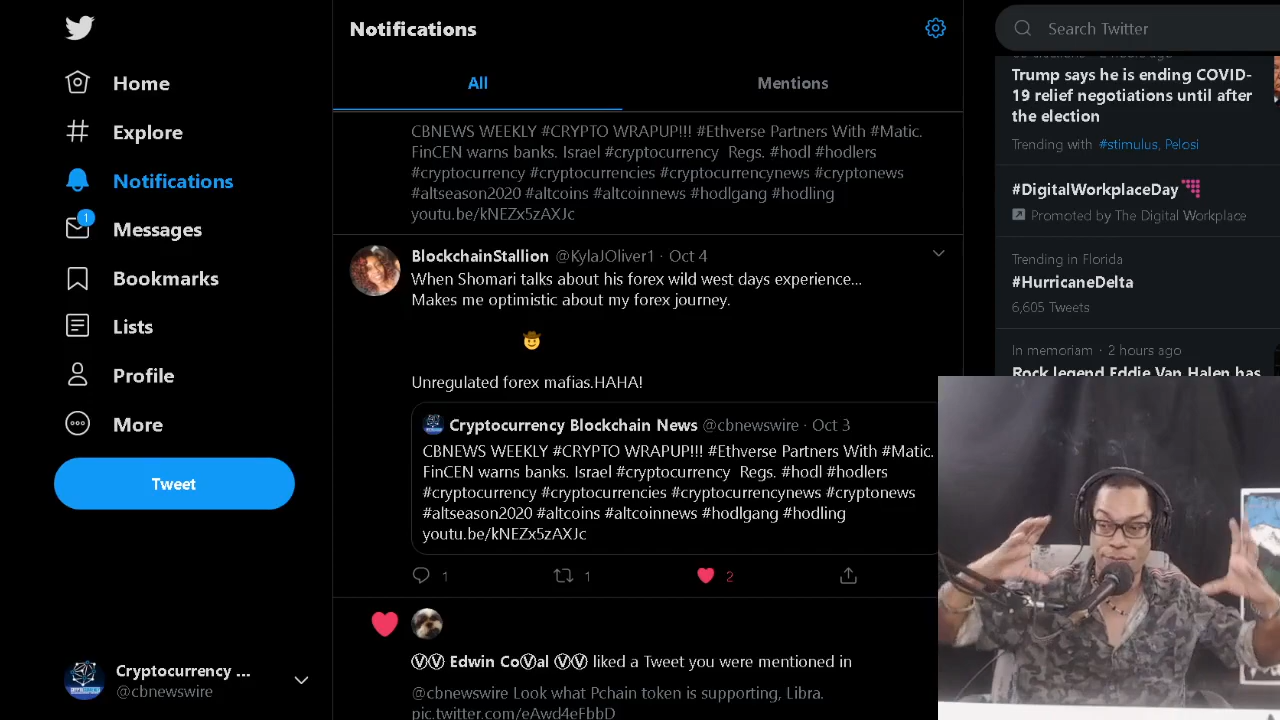 Notifications
Search Twitter
Home
Explore
Notifications
1
Messages
Bookmarks
Lists
Profile
More
Tweet
Cryptocurrency ...
@cbnewswire
All
Mentions
CBNEWS WEEKLY #CRYPTO WRAPUP!!! #Ethverse Partners With #Matic.
FinCEN warns banks. Israel #cryptocurrency Regs. #hodl #hodlers
#cryptocurrency #cryptocurrencies #cryptocurrencynews #cryptonews
#altseason2020 #altcoins #altcoinnews #hodlgang #hodling
youtu.be/kNEZx5zAXJc
BlockchainStallion @KylaJOliver1 · Oct 4
When Shomari talks about his forex wild west days experience...
Makes me optimistic about my forex journey.
Unregulated forex mafias.HAHA!
Cryptocurrency Blockchain News @cbnewswire · Oct 3
CBNEWS WEEKLY #CRYPTO WRAPUP!!! #Ethverse Partners With #Matic.
FinCEN warns banks. Israel #cryptocurrency Regs. #hodl #hodlers
#cryptocurrency #cryptocurrencies #cryptocurrencynews #cryptonews
#altseason2020 #altcoins #altcoinnews #hodlgang #hodling
youtu.be/kNEZx5zAXJc
1 1 2
ⓋⓋ Edwin CoⓋal ⓋⓋ liked a Tweet you were mentioned in
@cbnewswire Look what Pchain token is supporting, Libra.
pic.twitter.com/eAwd4eFbbD
Trump says he is ending COVID-
19 relief negotiations until after
the election
Trending with #stimulus, Pelosi
#DigitalWorkplaceDay
Promoted by The Digital Workplace
Trending in Florida
#HurricaneDelta
6,605 Tweets
In memoriam · 2 hours ago
Rock legend Eddie Van Halen has